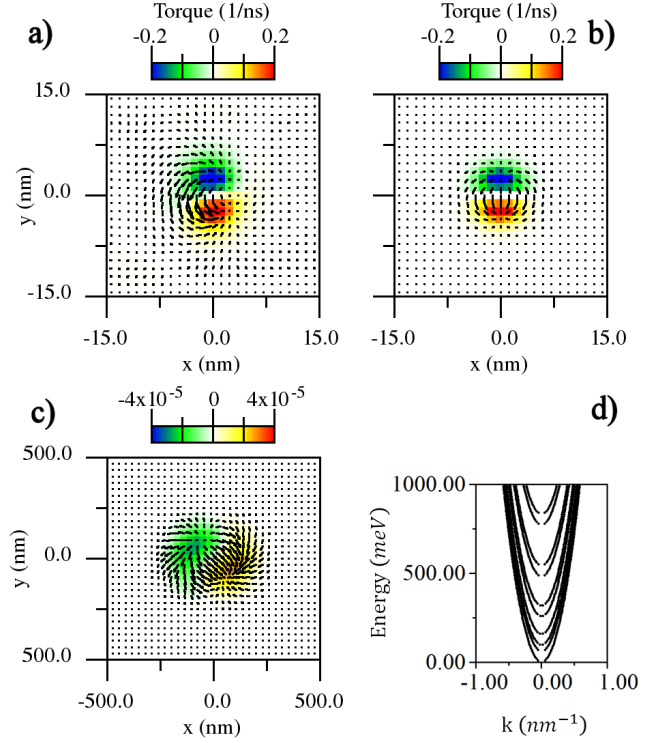 Torque (1/ns)
a)
-0.2
0
0.2
15.0
0.0
-15.0
y (nm)
-15.0
0.0
15.0
x (nm)
Torque (1/ns)
b)
-0.2
0
0.2
-15.0
0.0
15.0
x (nm)
c)
-4x10-5
0
4x10-5
500.0
0.0
500.0
y (nm)
-500.0
0.0
500.0
x (nm)
d)
1000.00
500.00
0.00
Energy (meV)
-1.00
0.00
1.00
k (nm⁻¹)